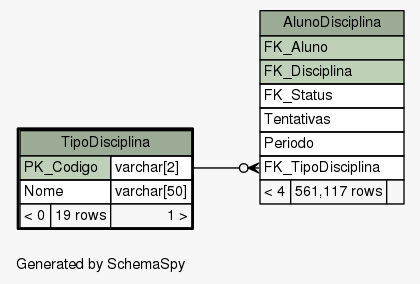 AlunoDisciplina
FK_Aluno
FK_Disciplina
FK_Status
Tentativas
Periodo
FK_TipoDisciplina
< 4 561,117 rows
TipoDisciplina
PK_Codigo varchar[2]
Nome varchar[50]
< 0 19 rows 1 >
Generated by SchemaSpy